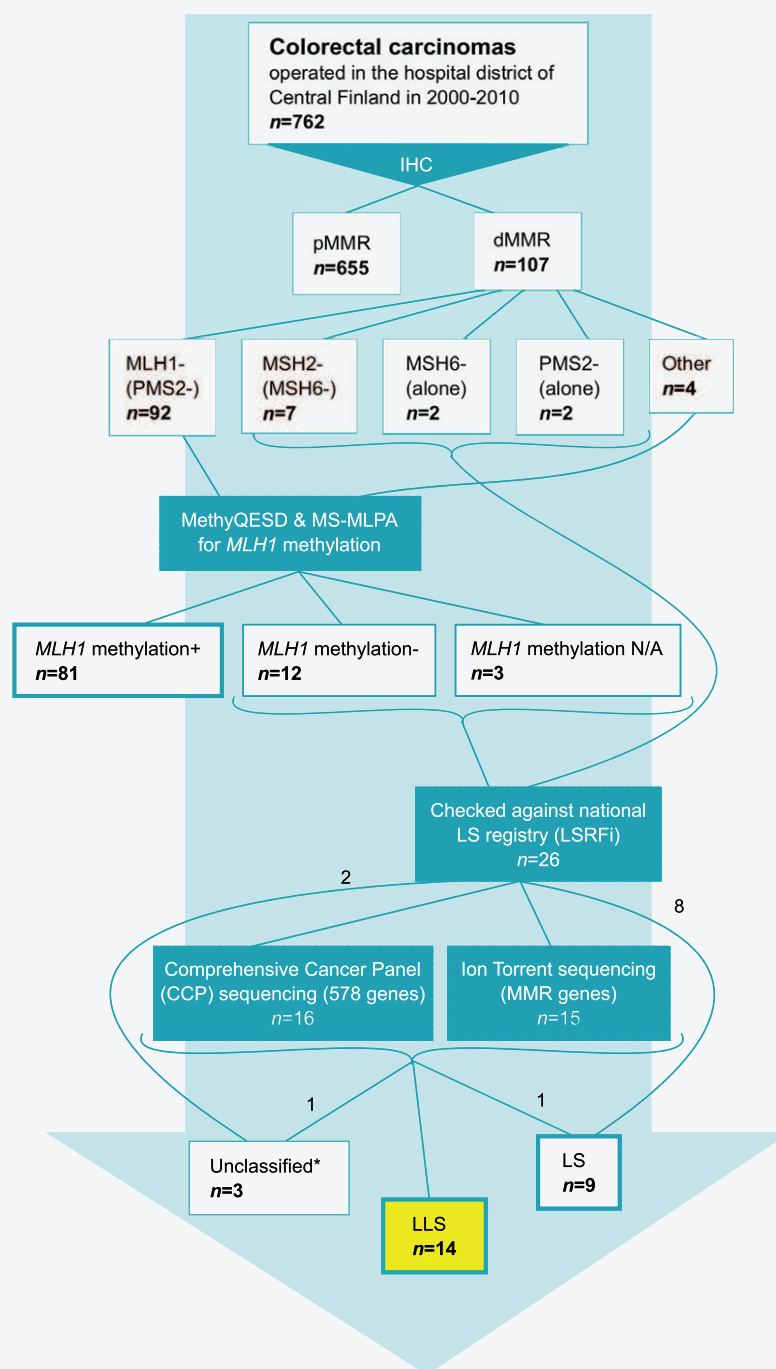 Colorectal carcinomas
operated in the hospital district of
Central Finland in 2000-2010
n=762
IHC
pMMR
n=655
dMMR
n=107
MLH1-
(PMS2-)
n=92
MSH2-
(MSH6-)
n=7
MSH6-
(alone)
n=2
PMS2-
(alone)
n=2
Other
n=4
MethyQESD & MS-MLPA
for MLH1 methylation
MLH1 methylation+
n=81
MLH1 methylation-
n=12
MLH1 methylation N/A
n=3
Checked against national
LS registry (LSRFi)
n=26
2
8
Comprehensive Cancer Panel
(CCP) sequencing (578 genes)
n=16
Ion Torrent sequencing
(MMR genes)
n=15
1
1
Unclassified*
n=3
LS
n=9
LLS
n=14